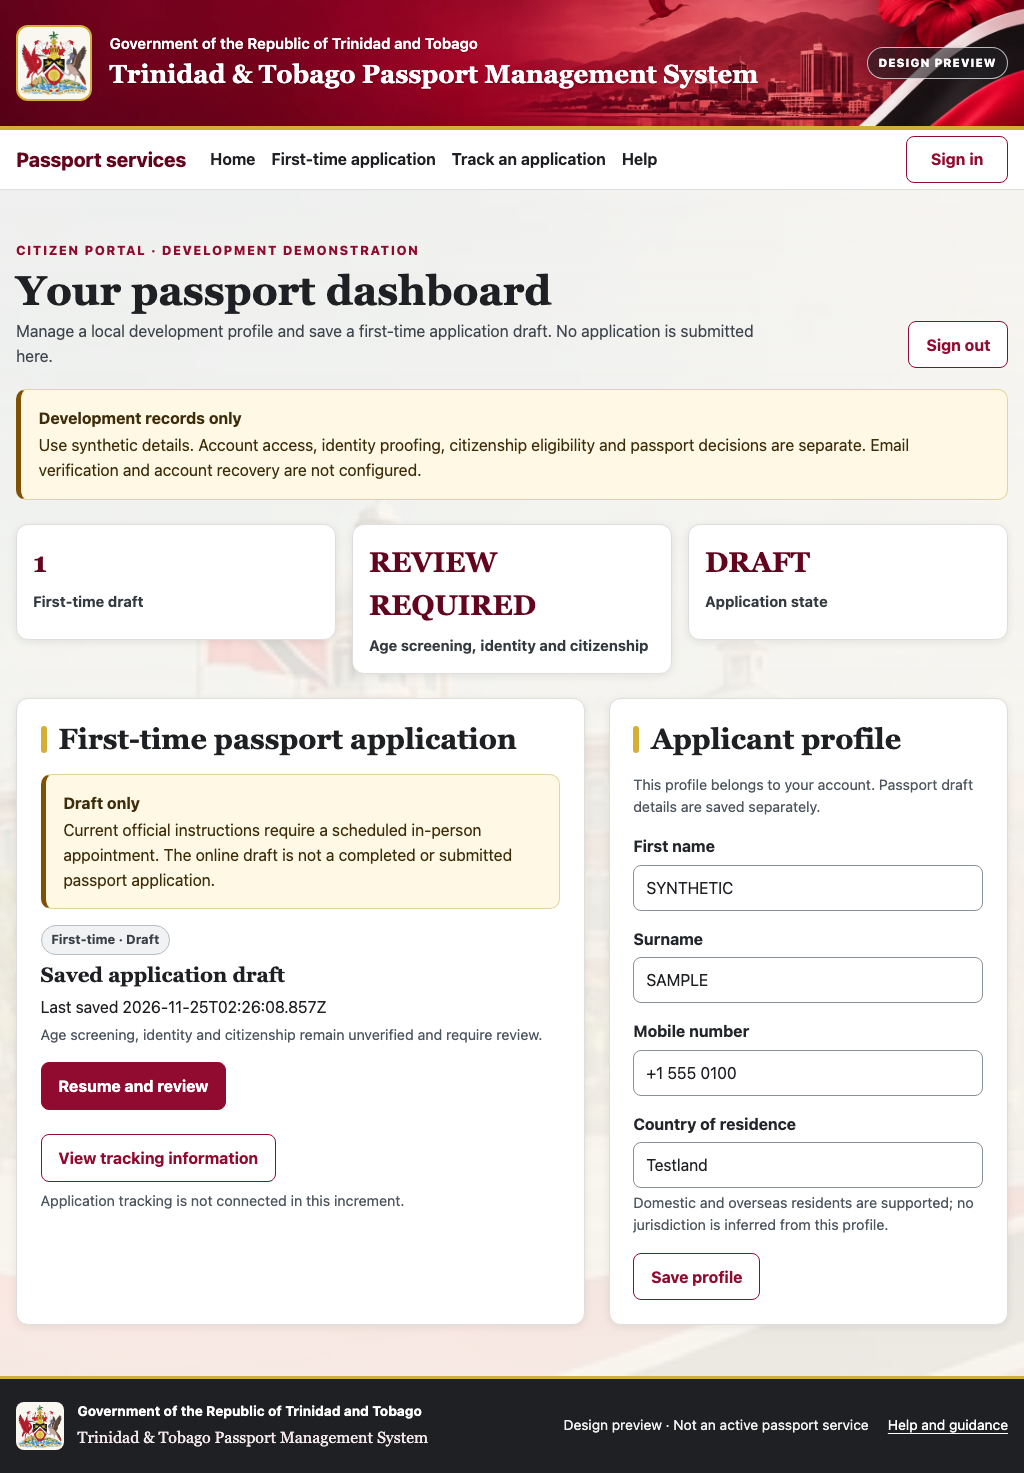 Government of the Republic of Trinidad and Tobago
Trinidad & Tobago Passport Management System
DESIGN PREVIEW
Passport services
Home
First-time application
Track an application
Help
Sign in
CITIZEN PORTAL · DEVELOPMENT DEMONSTRATION
Your passport dashboard
Manage a local development profile and save a first-time application draft. No application is submitted
here.
Sign out
Development records only
Use synthetic details. Account access, identity proofing, citizenship eligibility and passport decisions are separate. Email
verification and account recovery are not configured.
1
First-time draft
REVIEW
REQUIRED
Age screening, identity and citizenship
DRAFT
Application state
First-time passport application
Draft only
Current official instructions require a scheduled in-person
appointment. The online draft is not a completed or submitted
passport application.
First-time · Draft
Saved application draft
Last saved 2026-11-25T02:26:08.857Z
Age screening, identity and citizenship remain unverified and require review.
Resume and review
View tracking information
Application tracking is not connected in this increment.
Applicant profile
This profile belongs to your account. Passport draft
details are saved separately.
First name
SYNTHETIC
Surname
SAMPLE
Mobile number
+1 555 0100
Country of residence
Testland
Domestic and overseas residents are supported; no
jurisdiction is inferred from this profile.
Save profile
Government of the Republic of Trinidad and Tobago
Trinidad & Tobago Passport Management System
Design preview · Not an active passport service
Help and guidance